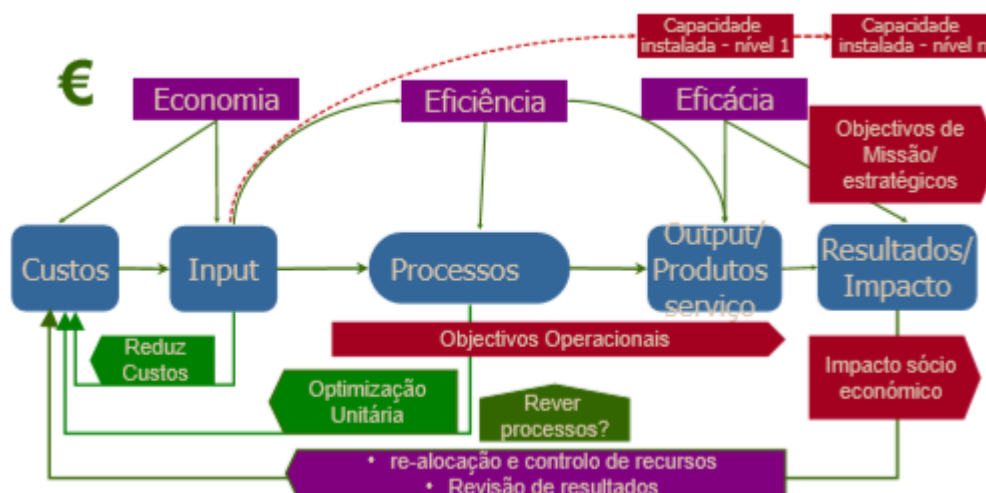 Capacidade
instalada - nível 1
Capacidade
instalada - nível n
€
Economia
Eficiência
Eficácia
Objectivos de
Missão/
estratégicos
Custos
Input
Processos
Output/
Produtos
serviço
Resultados/
Impacto
Objectivos Operacionais
Reduz
Custos
Impacto sócio
económico
Optimização
Unitária
Rever
processos?
• re-alocação e controlo de recursos
• Revisão de resultados